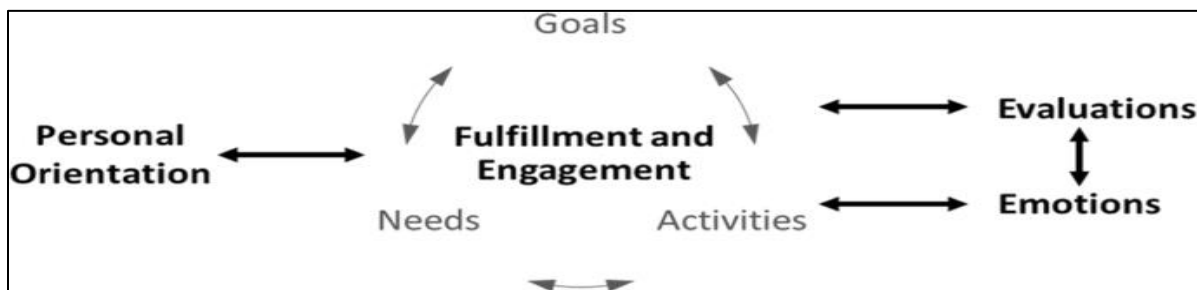 Goals
Personal
Orientation
Fulfillment and
Engagement
Needs
Activities
Evaluations
Emotions